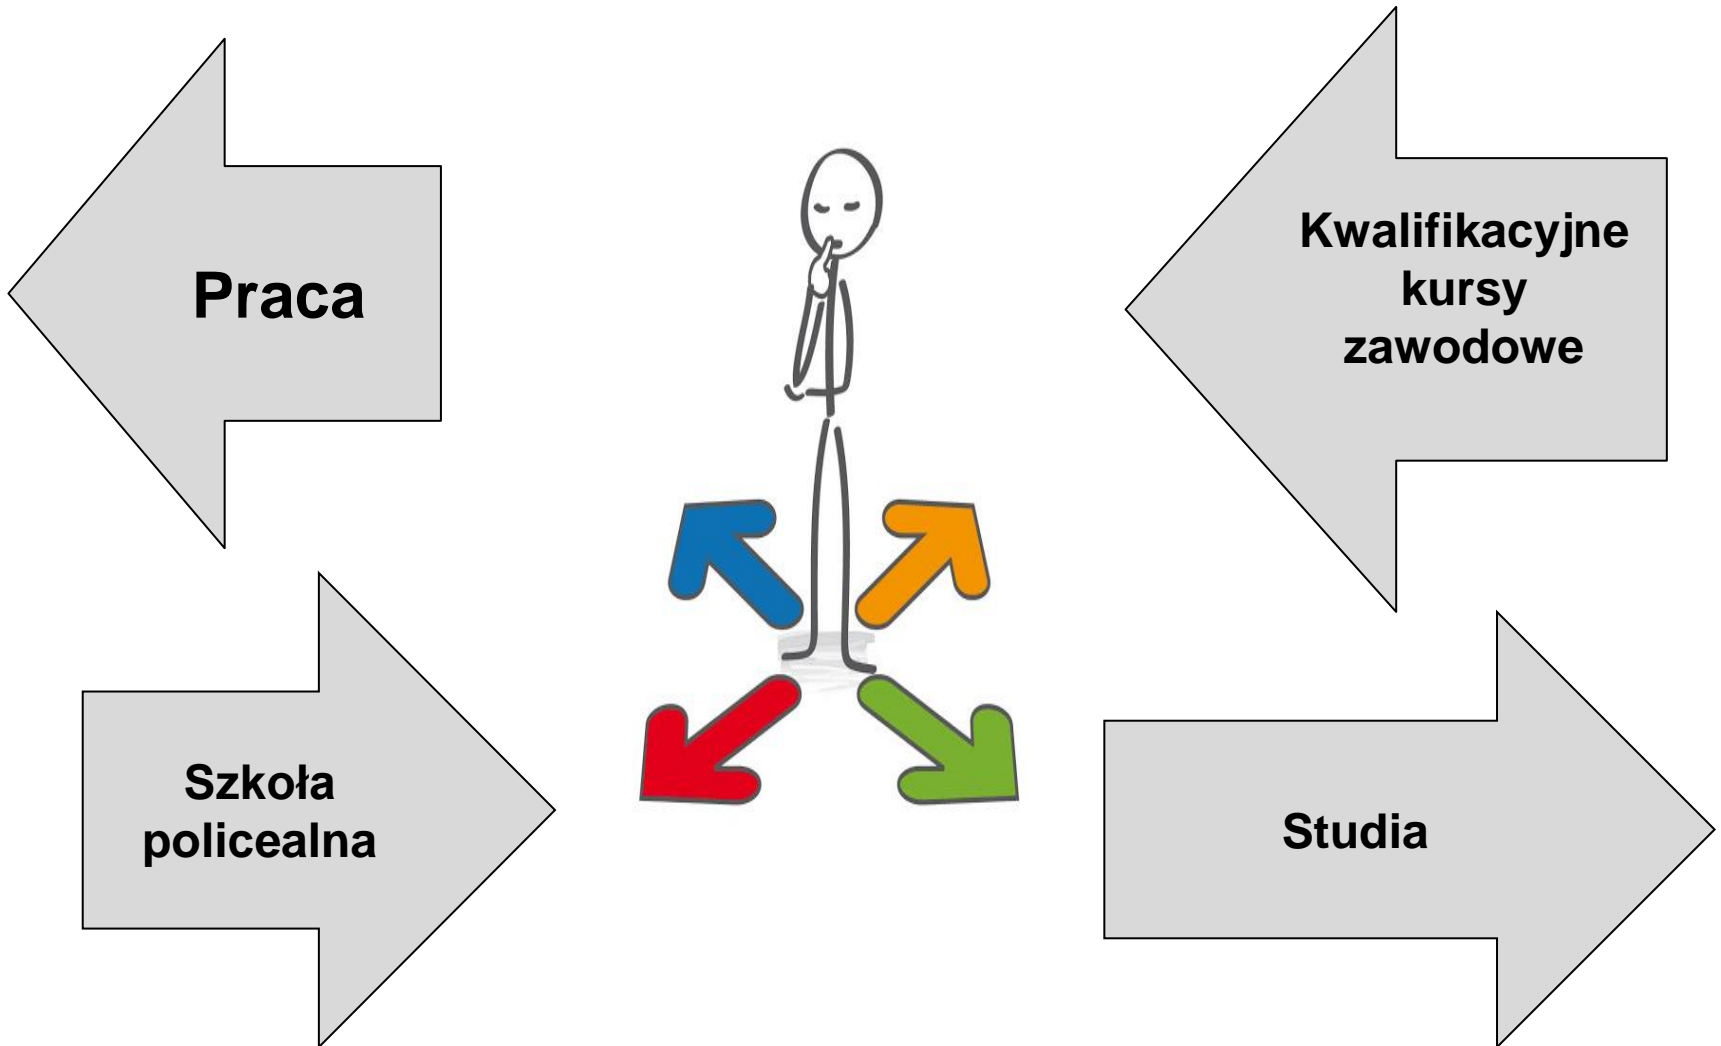 Praca
Kwalifikacyjne
kursy
zawodowe
Szkoła
policealna
Studia